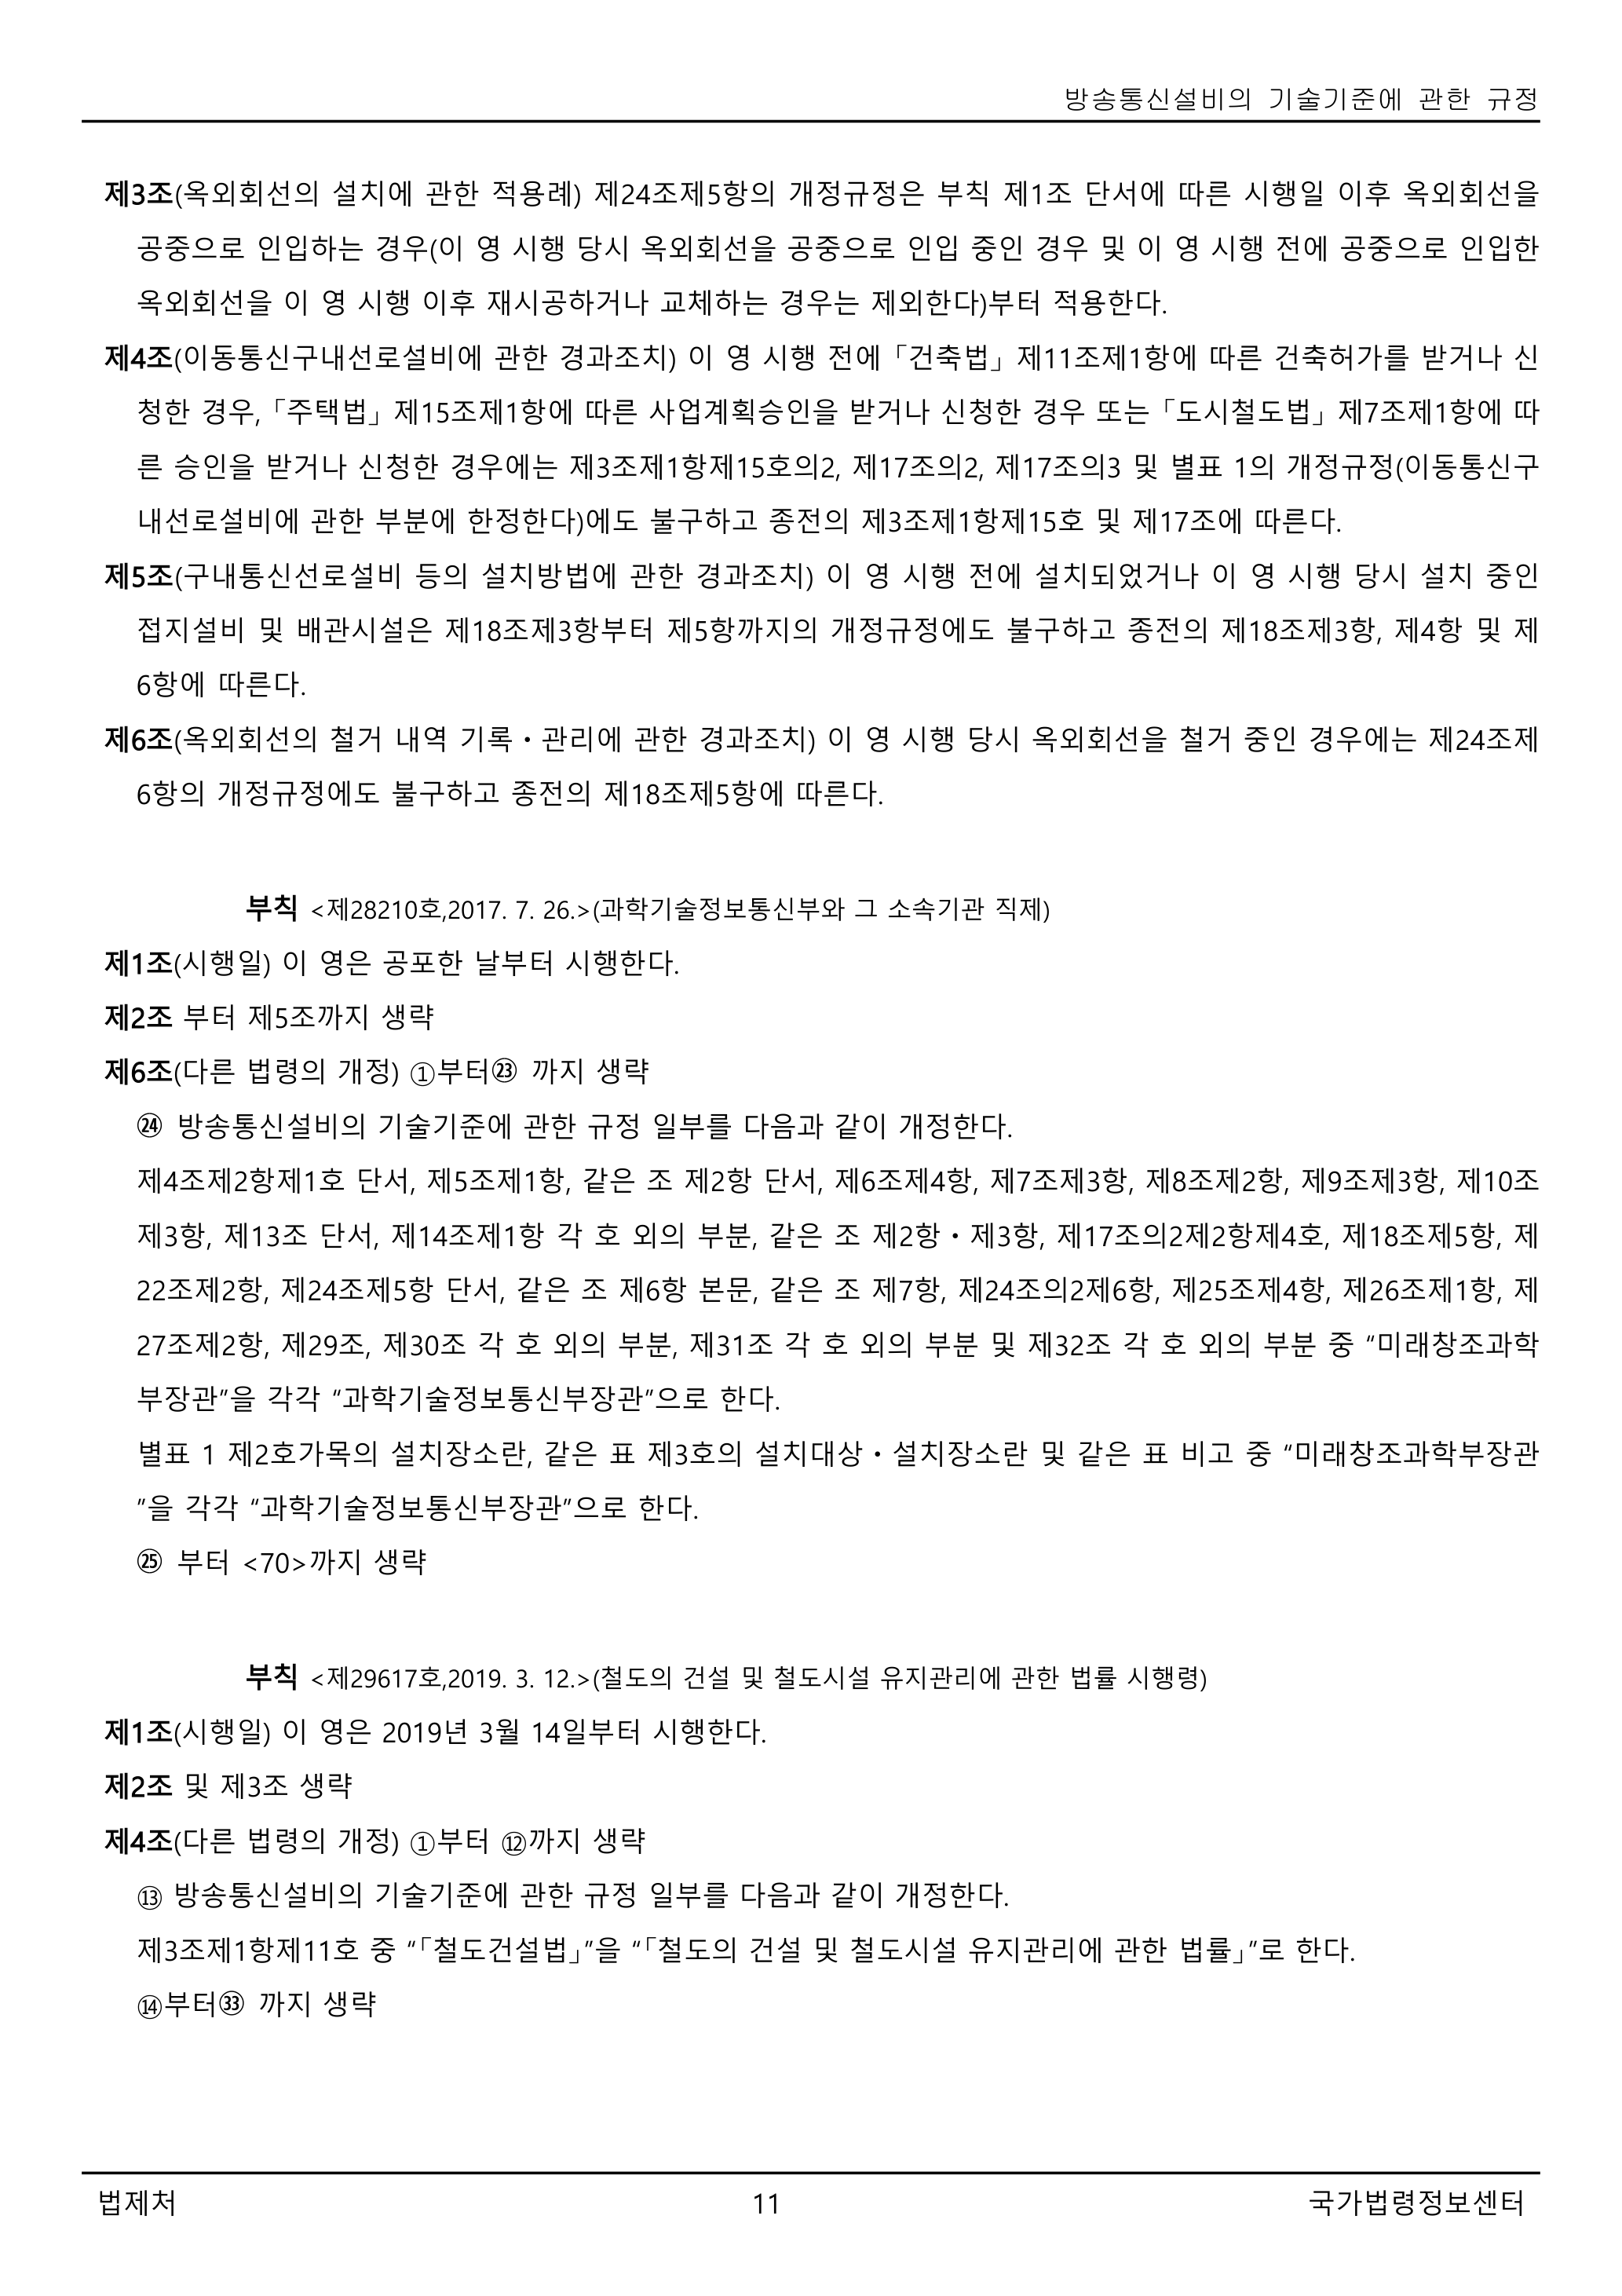 방송통신설비의 기술기준에 관한 규정
제3조(옥외회선의 설치에 관한 적용례) 제24조제5항의 개정규정은 부칙 제1조 단서에 따른 시행일 이후 옥외회선을
공중으로 인입하는 경우(이 영 시행 당시 옥외회선을 공중으로 인입 중인 경우 및 이 영 시행 전에 공중으로 인입한
옥외회선을 이 영 시행 이후 재시공하거나 교체하는 경우는 제외한다)부터 적용한다.
제4조(이동통신구내선로설비에 관한 경과조치) 이 영 시행 전에 「건축법」 제11조제1항에 따른 건축허가를 받거나 신
청한 경우, 「주택법」 제15조제1항에 따른 사업계획승인을 받거나 신청한 경우 또는 「도시철도법」 제7조제1항에 따
른 승인을 받거나 신청한 경우에는 제3조제1항제15호의2, 제17조의2, 제17조의3 및 별표 1의 개정규정(이동통신구
내선로설비에 관한 부분에 한정한다)에도 불구하고 종전의 제3조제1항제15호 및 제17조에 따른다.
제5조(구내통신선로설비 등의 설치방법에 관한 경과조치) 이 영 시행 전에 설치되었거나 이 영 시행 당시 설치 중인
접지설비 및 배관시설은 제18조제3항부터 제5항까지의 개정규정에도 불구하고 종전의 제18조제3항, 제4항 및 제
6항에 따른다.
제6조(옥외회선의 철거 내역 기록ㆍ관리에 관한 경과조치) 이 영 시행 당시 옥외회선을 철거 중인 경우에는 제24조제
6항의 개정규정에도 불구하고 종전의 제18조제5항에 따른다.
부칙 <제28210호,2017. 7. 26.>(과학기술정보통신부와 그 소속기관 직제)
제1조(시행일) 이 영은 공포한 날부터 시행한다.
제2조 부터 제5조까지 생략
제6조(다른 법령의 개정) ①부터㉓ 까지 생략
㉔ 방송통신설비의 기술기준에 관한 규정 일부를 다음과 같이 개정한다.
제4조제2항제1호 단서, 제5조제1항, 같은 조 제2항 단서, 제6조제4항, 제7조제3항, 제8조제2항, 제9조제3항, 제10조
제3항, 제13조 단서, 제14조제1항 각 호 외의 부분, 같은 조 제2항ㆍ제3항, 제17조의2제2항제4호, 제18조제5항, 제
22조제2항, 제24조제5항 단서, 같은 조 제6항 본문, 같은 조 제7항, 제24조의2제6항, 제25조제4항, 제26조제1항, 제
27조제2항, 제29조, 제30조 각 호 외의 부분, 제31조 각 호 외의 부분 및 제32조 각 호 외의 부분 중 “미래창조과학
부장관”을 각각 “과학기술정보통신부장관”으로 한다.
별표 1 제2호가목의 설치장소란, 같은 표 제3호의 설치대상ㆍ설치장소란 및 같은 표 비고 중 “미래창조과학부장관
”을 각각 “과학기술정보통신부장관”으로 한다.
㉕ 부터 <70>까지 생략
부칙 <제29617호,2019. 3. 12.>(철도의 건설 및 철도시설 유지관리에 관한 법률 시행령)
제1조(시행일) 이 영은 2019년 3월 14일부터 시행한다.
제2조 및 제3조 생략
제4조(다른 법령의 개정) ①부터 ⑫까지 생략
⑬ 방송통신설비의 기술기준에 관한 규정 일부를 다음과 같이 개정한다.
제3조제1항제11호 중 “「철도건설법」”을 “「철도의 건설 및 철도시설 유지관리에 관한 법률」”로 한다.
⑭부터㉝ 까지 생략
법제처 11 국가법령정보센터